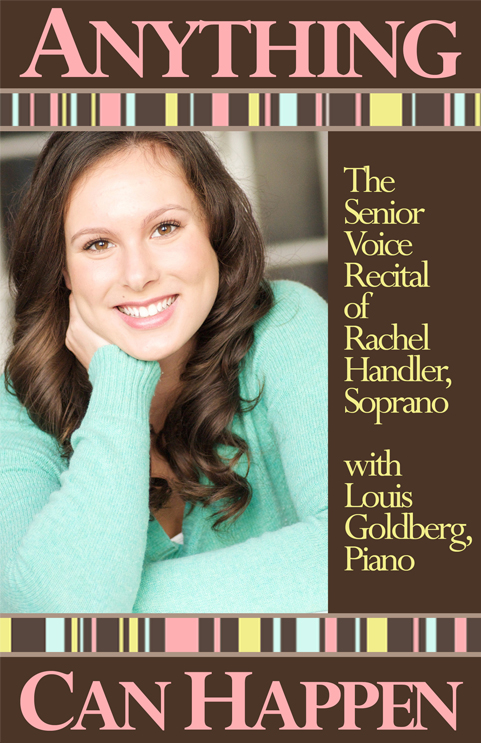 ANYTHING
The
Senior
Voice
Recital
of
Rachel
Handler,
Soprano
with
Louis
Goldberg,
Piano
CAN HAPPEN